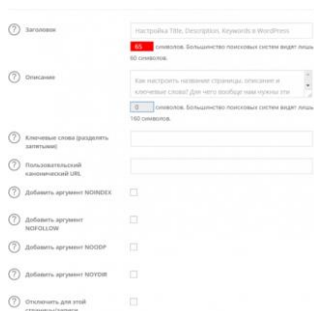 Заголовок
Настройка Title, Description, Keywords в WordPress
65 символов. Большинство поисковых систем видят лишь
60 символов.
Описание
Как настроить название страницы, описание и
ключевые слова? Для чего вообще нам нужны эти
0 символов. Большинство поисковых систем видят лишь
160 символов.
Ключевые слова (разделять
запятыми)
Пользовательский
канонический URL
Добавить аргумент NOINDEX
Добавить аргумент
NOFOLLOW
Добавить аргумент NOODP
Добавить аргумент NOYDIR
Отключить для этой